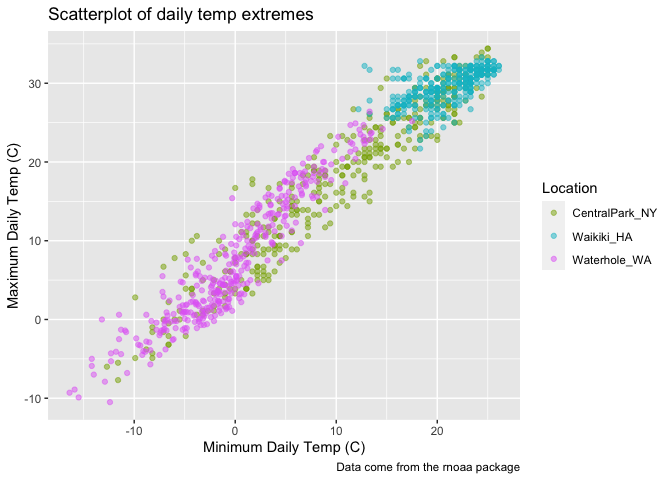 Scatterplot of daily temp extremes
Maximum Daily Temp (C)
30
20
10
0
-10
-10
0
10
20
Minimum Daily Temp (C)
Location
CentralPark_NY
Waikiki_HA
Waterhole_WA
Data come from the rnoaa package